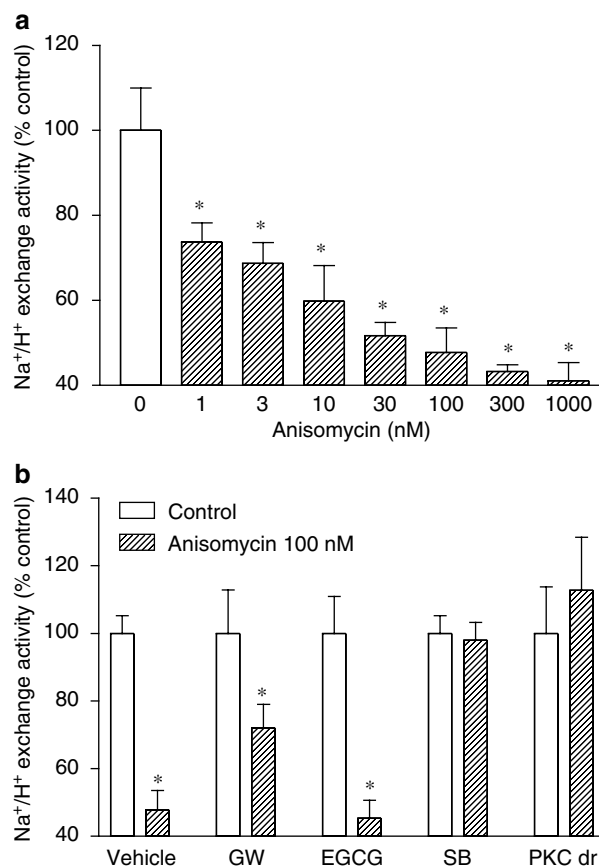 a
Na⁺/H⁺ exchange activity (% control)
120
100
80
60
40
*
*
*
*
*
*
*
0 1 3 10 30 100 300 1000
Anisomycin (nM)
b
Na⁺/H⁺ exchange activity (% control)
140
120
100
80
60
40
Control
Anisomycin 100 nM
*
*
*
Vehicle GW EGCG SB PKC dr